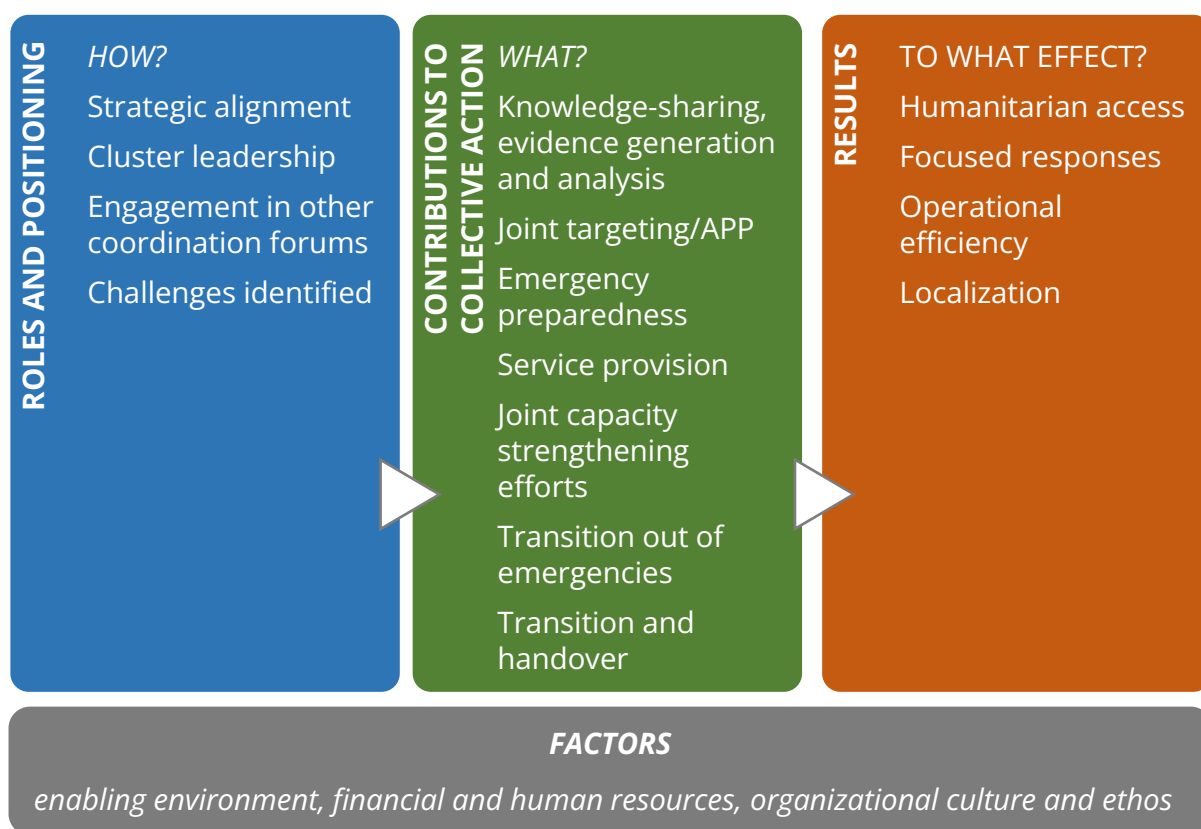 ROLES AND POSITIONING
HOW?
Strategic alignment
Cluster leadership
Engagement in other
coordination forums
Challenges identified
CONTRIBUTIONS TO
COLLECTIVE ACTION
WHAT?
Knowledge-sharing,
evidence generation
and analysis
Joint targeting/APP
Emergency
preparedness
Service provision
Joint capacity
strengthening
efforts
Transition out of
emergencies
Transition and
handover
RESULTS
TO WHAT EFFECT?
Humanitarian access
Focused responses
Operational
efficiency
Localization
FACTORS
enabling environment, financial and human resources, organizational culture and ethos